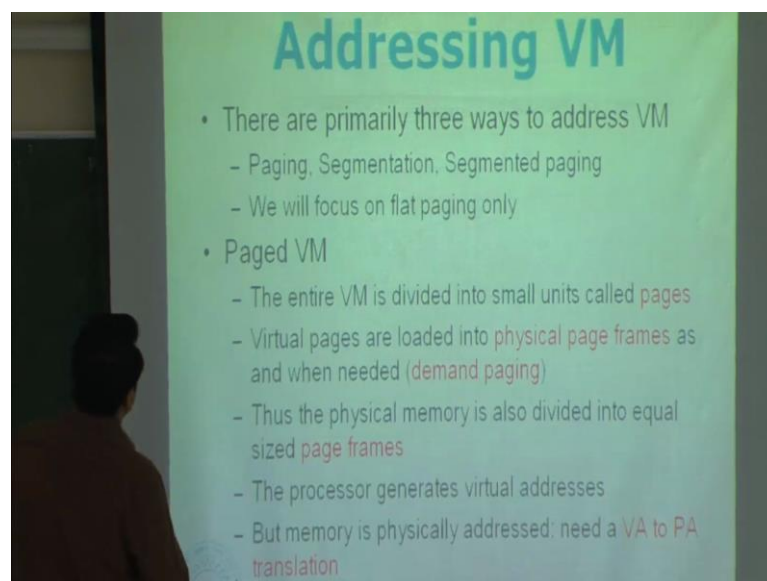 Addressing VM
• There are primarily three ways to address VM
– Paging, Segmentation, Segmented paging
– We will focus on flat paging only
• Paged VM
– The entire VM is divided into small units called pages
– Virtual pages are loaded into physical page frames as
and when needed (demand paging)
– Thus the physical memory is also divided into equal
sized page frames
– The processor generates virtual addresses
– But memory is physically addressed: need a VA to PA
translation